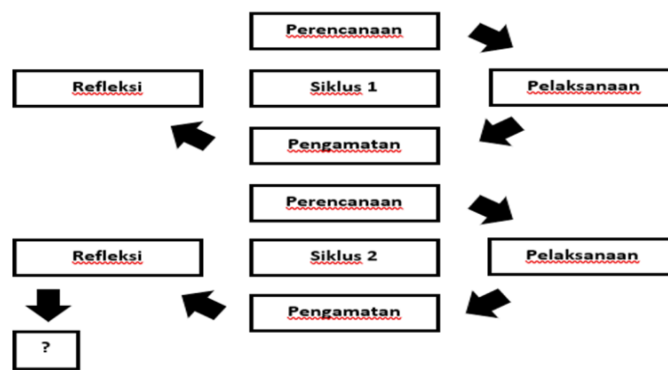 Perencanaan
Refleksi
Siklus 1
Pelaksanaan
Pengamatan
Perencanaan
Refleksi
Siklus 2
Pelaksanaan
Pengamatan
?